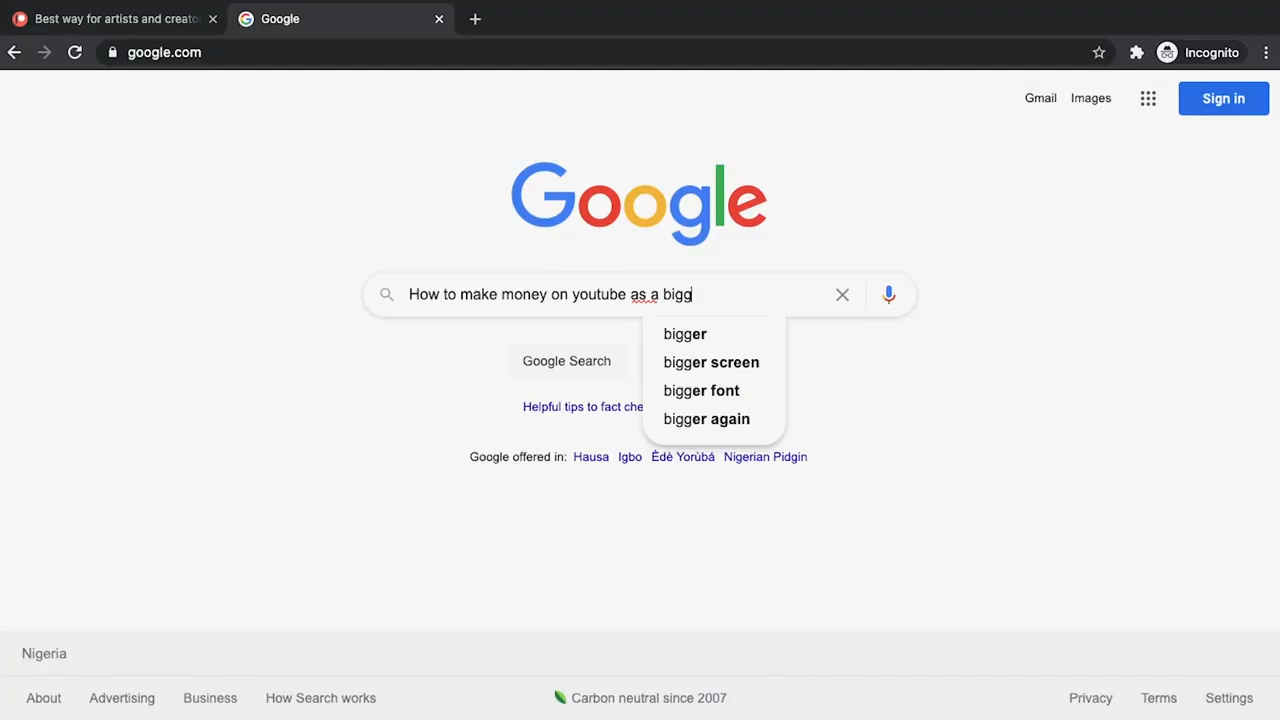 Best way for artists and creato
Google
google.com
Incognito
Gmail Images
Sign in
Google
How to make money on youtube as a bigg
bigger
bigger screen
bigger font
bigger again
Google Search
Helpful tips to fact che
Google offered in: Hausa Igbo Èdè Yorùbá Nigerian Pidgin
Nigeria
About Advertising Business How Search works
Carbon neutral since 2007
Privacy Terms Settings